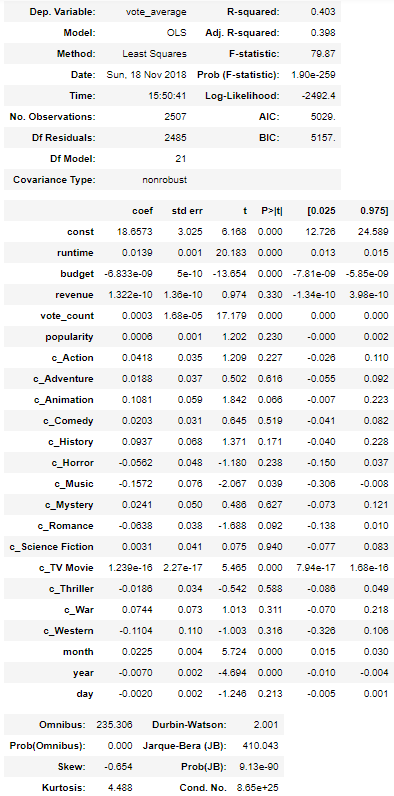 Dep. Variable: vote_average R-squared: 0.403
Model: OLS Adj. R-squared: 0.398
Method: Least Squares F-statistic: 79.87
Date: Sun, 18 Nov 2018 Prob (F-statistic): 1.90e-259
Time: 15:50:41 Log-Likelihood: -2492.4
No. Observations: 2507 AIC: 5029.
Df Residuals: 2485 BIC: 5157.
Df Model: 21
Covariance Type: nonrobust
coef std err t P>|t| [0.025 0.975]
const 18.6573 3.025 6.168 0.000 12.726 24.589
runtime 0.0139 0.001 20.183 0.000 0.013 0.015
budget -6.833e-09 5e-10 -13.654 0.000 -7.81e-09 -5.85e-09
revenue 1.322e-10 1.36e-10 0.974 0.330 -1.34e-10 3.98e-10
vote_count 0.0003 1.68e-05 17.179 0.000 0.000 0.000
popularity 0.0006 0.001 1.202 0.230 -0.000 0.002
c_Action 0.0418 0.035 1.209 0.227 -0.026 0.110
c_Adventure 0.0188 0.037 0.502 0.616 -0.055 0.092
c_Animation 0.1081 0.059 1.842 0.066 -0.007 0.223
c_Comedy 0.0203 0.031 0.645 0.519 -0.041 0.082
c_History 0.0937 0.068 1.371 0.171 -0.040 0.228
c_Horror -0.0562 0.048 -1.180 0.238 -0.150 0.037
c_Music -0.1572 0.076 -2.067 0.039 -0.306 -0.008
c_Mystery 0.0241 0.050 0.486 0.627 -0.073 0.121
c_Romance -0.0638 0.038 -1.688 0.092 -0.138 0.010
c_Science Fiction 0.0031 0.041 0.075 0.940 -0.077 0.083
c_TV Movie 1.239e-16 2.27e-17 5.465 0.000 7.94e-17 1.68e-16
c_Thriller -0.0186 0.034 -0.542 0.588 -0.086 0.049
c_War 0.0744 0.073 1.013 0.311 -0.070 0.218
c_Western -0.1104 0.110 -1.003 0.316 -0.326 0.106
month 0.0225 0.004 5.724 0.000 0.015 0.030
year -0.0070 0.002 -4.694 0.000 -0.010 -0.004
day -0.0020 0.002 -1.246 0.213 -0.005 0.001
Omnibus: 235.306 Durbin-Watson: 2.001
Prob(Omnibus): 0.000 Jarque-Bera (JB): 410.043
Skew: -0.654 Prob(JB): 9.13e-90
Kurtosis: 4.488 Cond. No. 8.65e+25